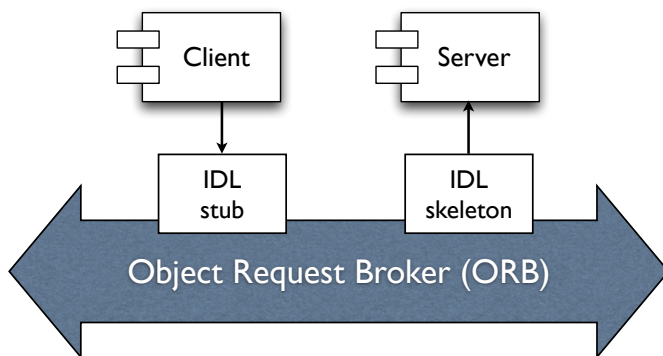 Client
Server
IDL
stub
IDL
skeleton
Object Request Broker (ORB)